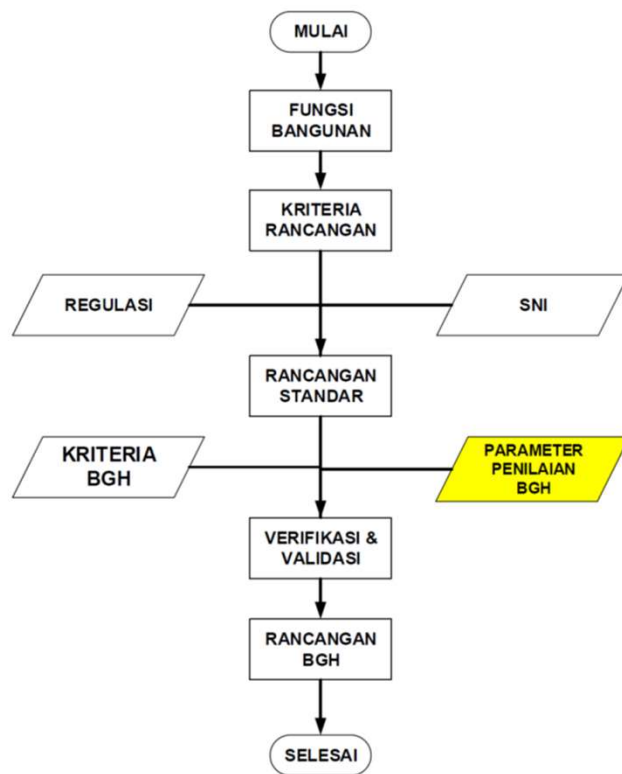 MULAI
FUNGSI
BANGUNAN
KRITERIA
RANCANGAN
REGULASI
SNI
RANCANGAN
STANDAR
KRITERIA
BGH
PARAMETER
PENILAIAN
BGH
VERIFIKASI &
VALIDASI
RANCANGAN
BGH
SELESAI